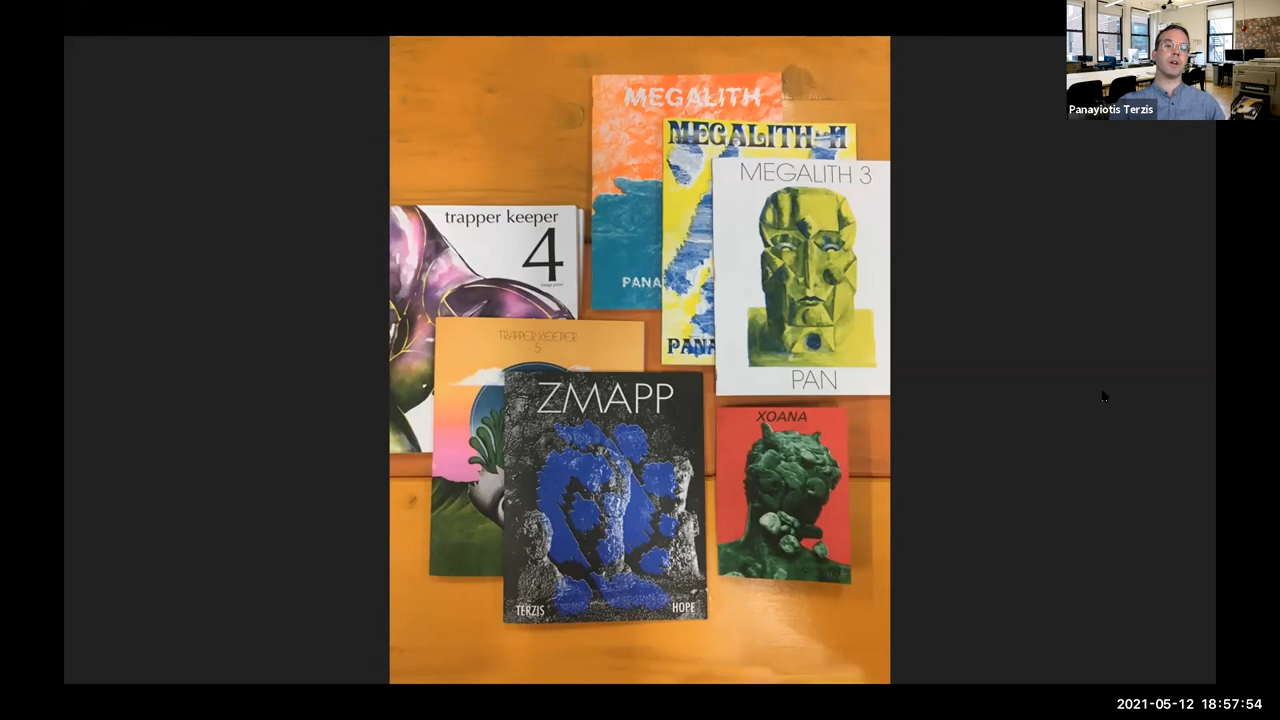 MEGALITH
PANA
MEGALITH-II
PANA
MEGALITH 3
PAN
trapper keeper
4
TRAPPER KEEPER
5
ZMAPP
TERZIS
HOPE
XOANA
Panayiotis Terzis
2021-05-12 18:57:54